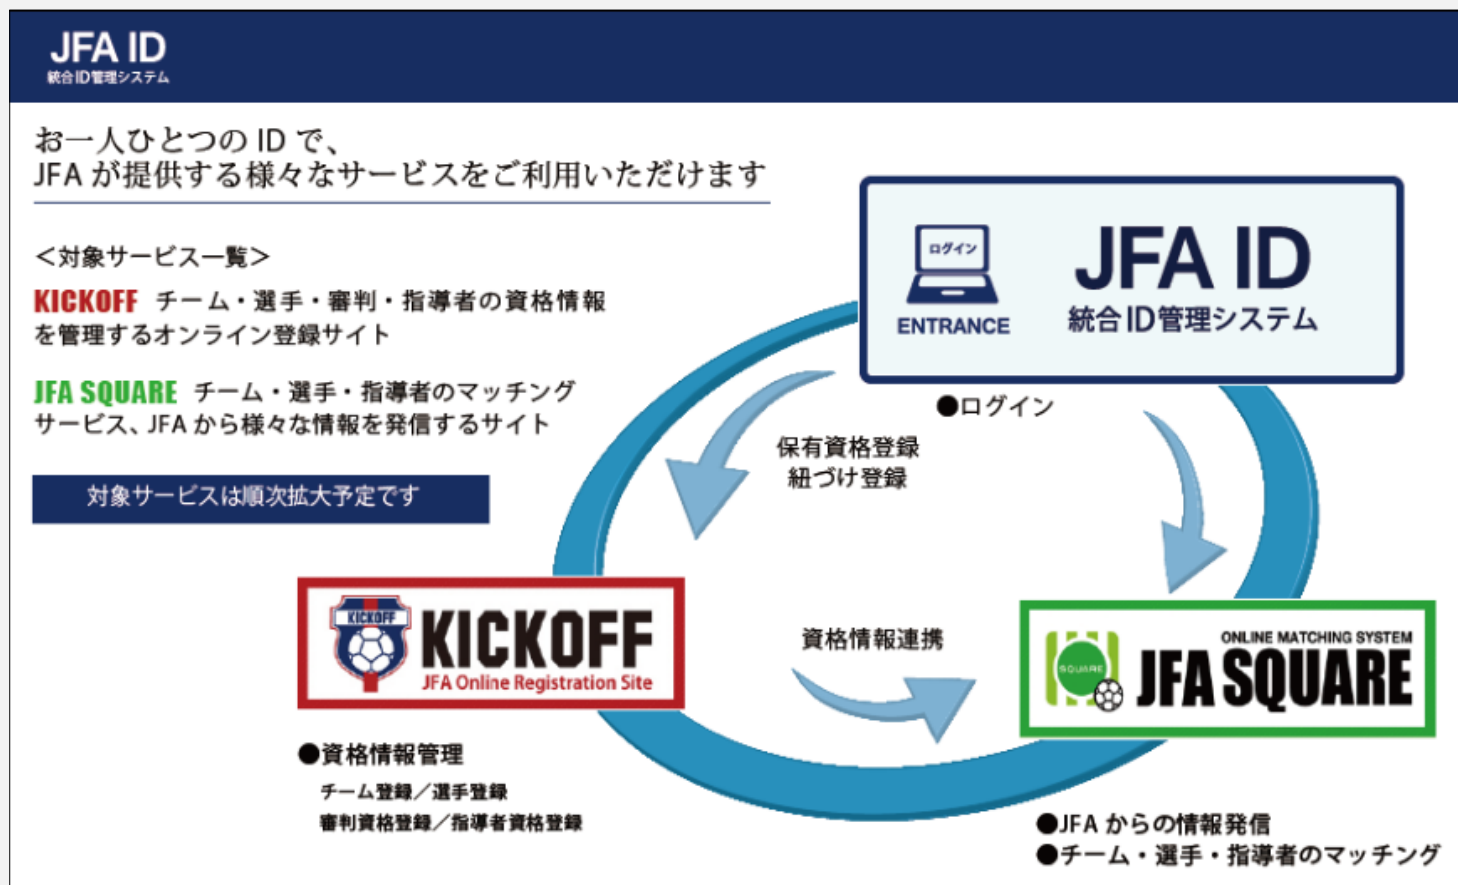 JFA ID
統合ID管理システム
お一人ひとつの ID で、
JFA が提供する様々なサービスをご利用いただけます
＜対象サービス一覧＞
KICKOFF チーム・選手・審判・指導者の資格情報
を管理するオンライン登録サイト
JFA SQUARE チーム・選手・指導者のマッチング
サービス、JFA から様々な情報を発信するサイト
対象サービスは順次拡大予定です
ログイン
ENTRANCE
JFA ID
統合ID管理システム
●ログイン
保有資格登録
紐づけ登録
KICKOFF
KICKOFF
JFA Online Registration Site
資格情報連携
SQUARE
ONLINE MATCHING SYSTEM
JFA SQUARE
●資格情報管理
チーム登録／選手登録
審判資格登録／指導者資格登録
●JFA からの情報発信
●チーム・選手・指導者のマッチング